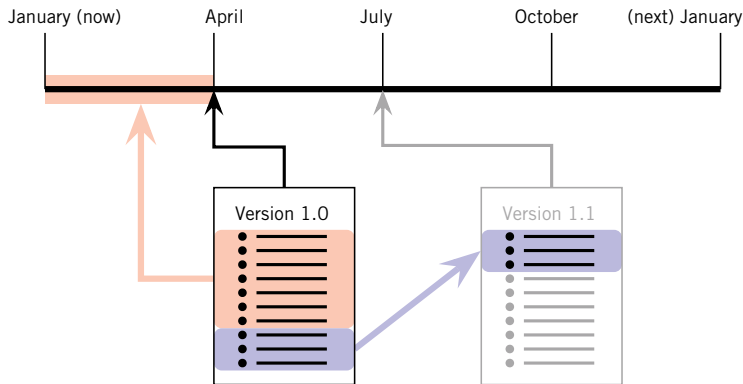 January (now) April July October (next) January
Version 1.0 Version 1.1